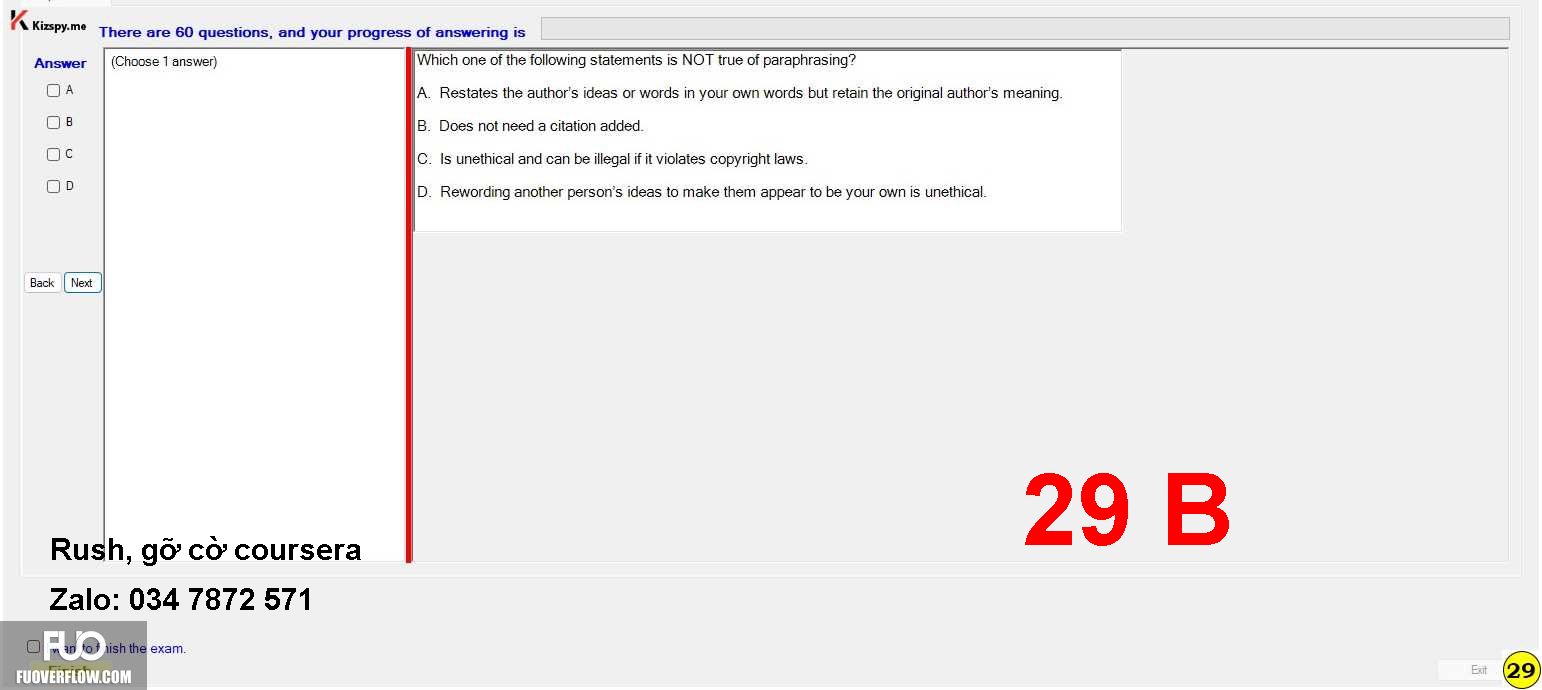 Kizspy.me
There are 60 questions, and your progress of answering is
Answer
(Choose 1 answer)
A
B
C
D
Back
Next
Which one of the following statements is NOT true of paraphrasing?
A. Restates the author's ideas or words in your own words but retain the original author's meaning.
B. Does not need a citation added.
C. Is unethical and can be illegal if it violates copyright laws.
D. Rewording another person's ideas to make them appear to be your own is unethical.
29 B
Rush, gỡ cờ coursera
Zalo: 034 7872 571
want to finish the exam.
Finish
FUO
FUOVERFLOW.COM
Exit
29